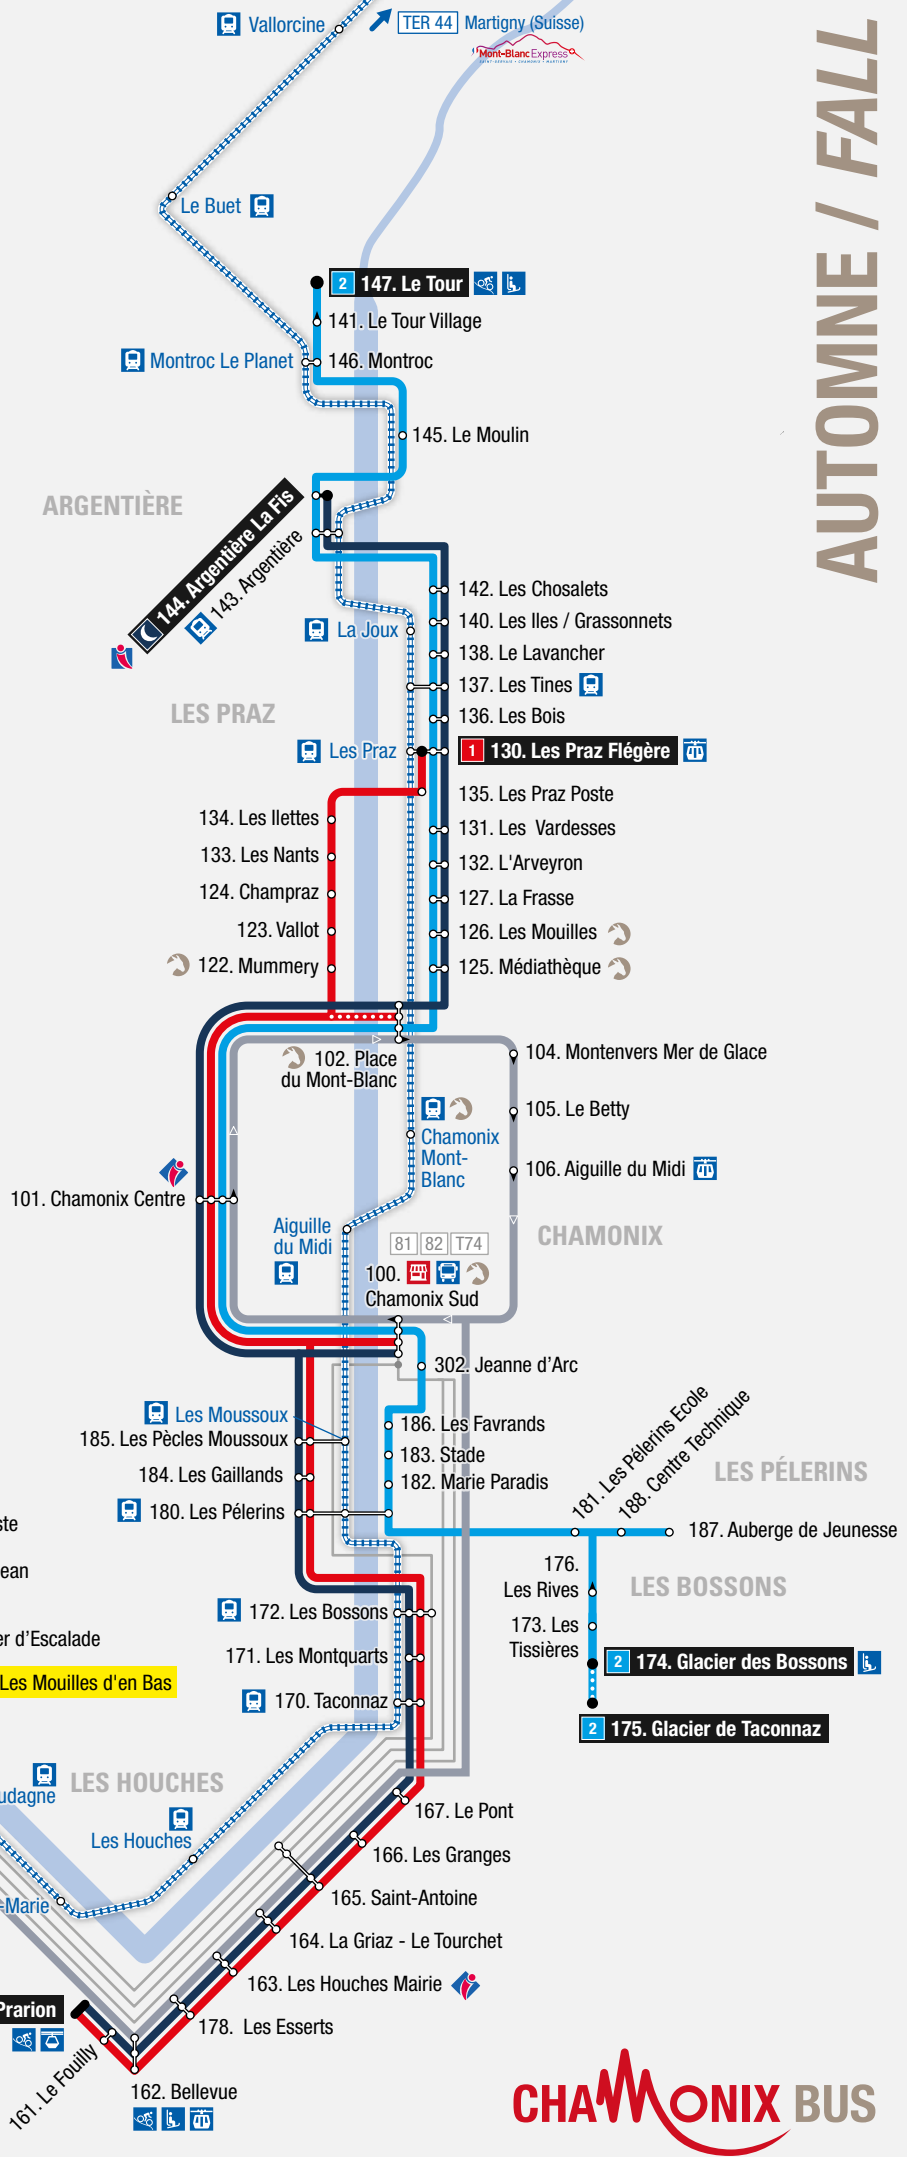 Vallorcine
TER 44 Martigny (Suisse)
Mont-Blanc Express
SAINT-GERVAIS • CHAMONIX • MARTIGNY
AUTOMNE / FALL
Le Buet
2 147. Le Tour
141. Le Tour Village
Montroc Le Planet
146. Montroc
145. Le Moulin
ARGENTIÈRE
144. Argentière La Fis
143. Argentière
142. Les Chosalets
140. Les Iles / Grassonnets
La Joux
138. Le Lavancher
137. Les Tines
LES PRAZ
136. Les Bois
Les Praz
1 130. Les Praz Flégère
135. Les Praz Poste
134. Les Ilettes
131. Les Vardesses
133. Les Nants
132. L'Arveyron
124. Champraz
127. La Frasse
123. Vallot
126. Les Mouilles
122. Mummery
125. Médiathèque
102. Place
du Mont-Blanc
104. Montenvers Mer de Glace
105. Le Betty
Chamonix
Mont-
Blanc
106. Aiguille du Midi
101. Chamonix Centre
Aiguille
du Midi
CHAMONIX
81 82 T74
100.
Chamonix Sud
302. Jeanne d'Arc
Les Moussoux
185. Les Pècles Moussoux
186. Les Favrands
183. Stade
184. Les Gaillands
182. Marie Paradis
181. Les Pélerins Ecole
188. Centre Technique
LES PÉLERINS
180. Les Pélerins
187. Auberge de Jeunesse
ste
176.
Les Rives
ean
LES BOSSONS
172. Les Bossons
173. Les
Tissières
er d'Escalade
171. Les Montquarts
2 174. Glacier des Bossons
Les Mouilles d'en Bas
170. Taconnaz
2 175. Glacier de Taconnaz
LES HOUCHES
udagne
167. Le Pont
Les Houches
166. Les Granges
165. Saint-Antoine
-Marie
164. La Griaz - Le Tourchet
163. Les Houches Mairie
Prarion
178. Les Esserts
161. Le Fouilly
162. Bellevue
CHAMONIX BUS